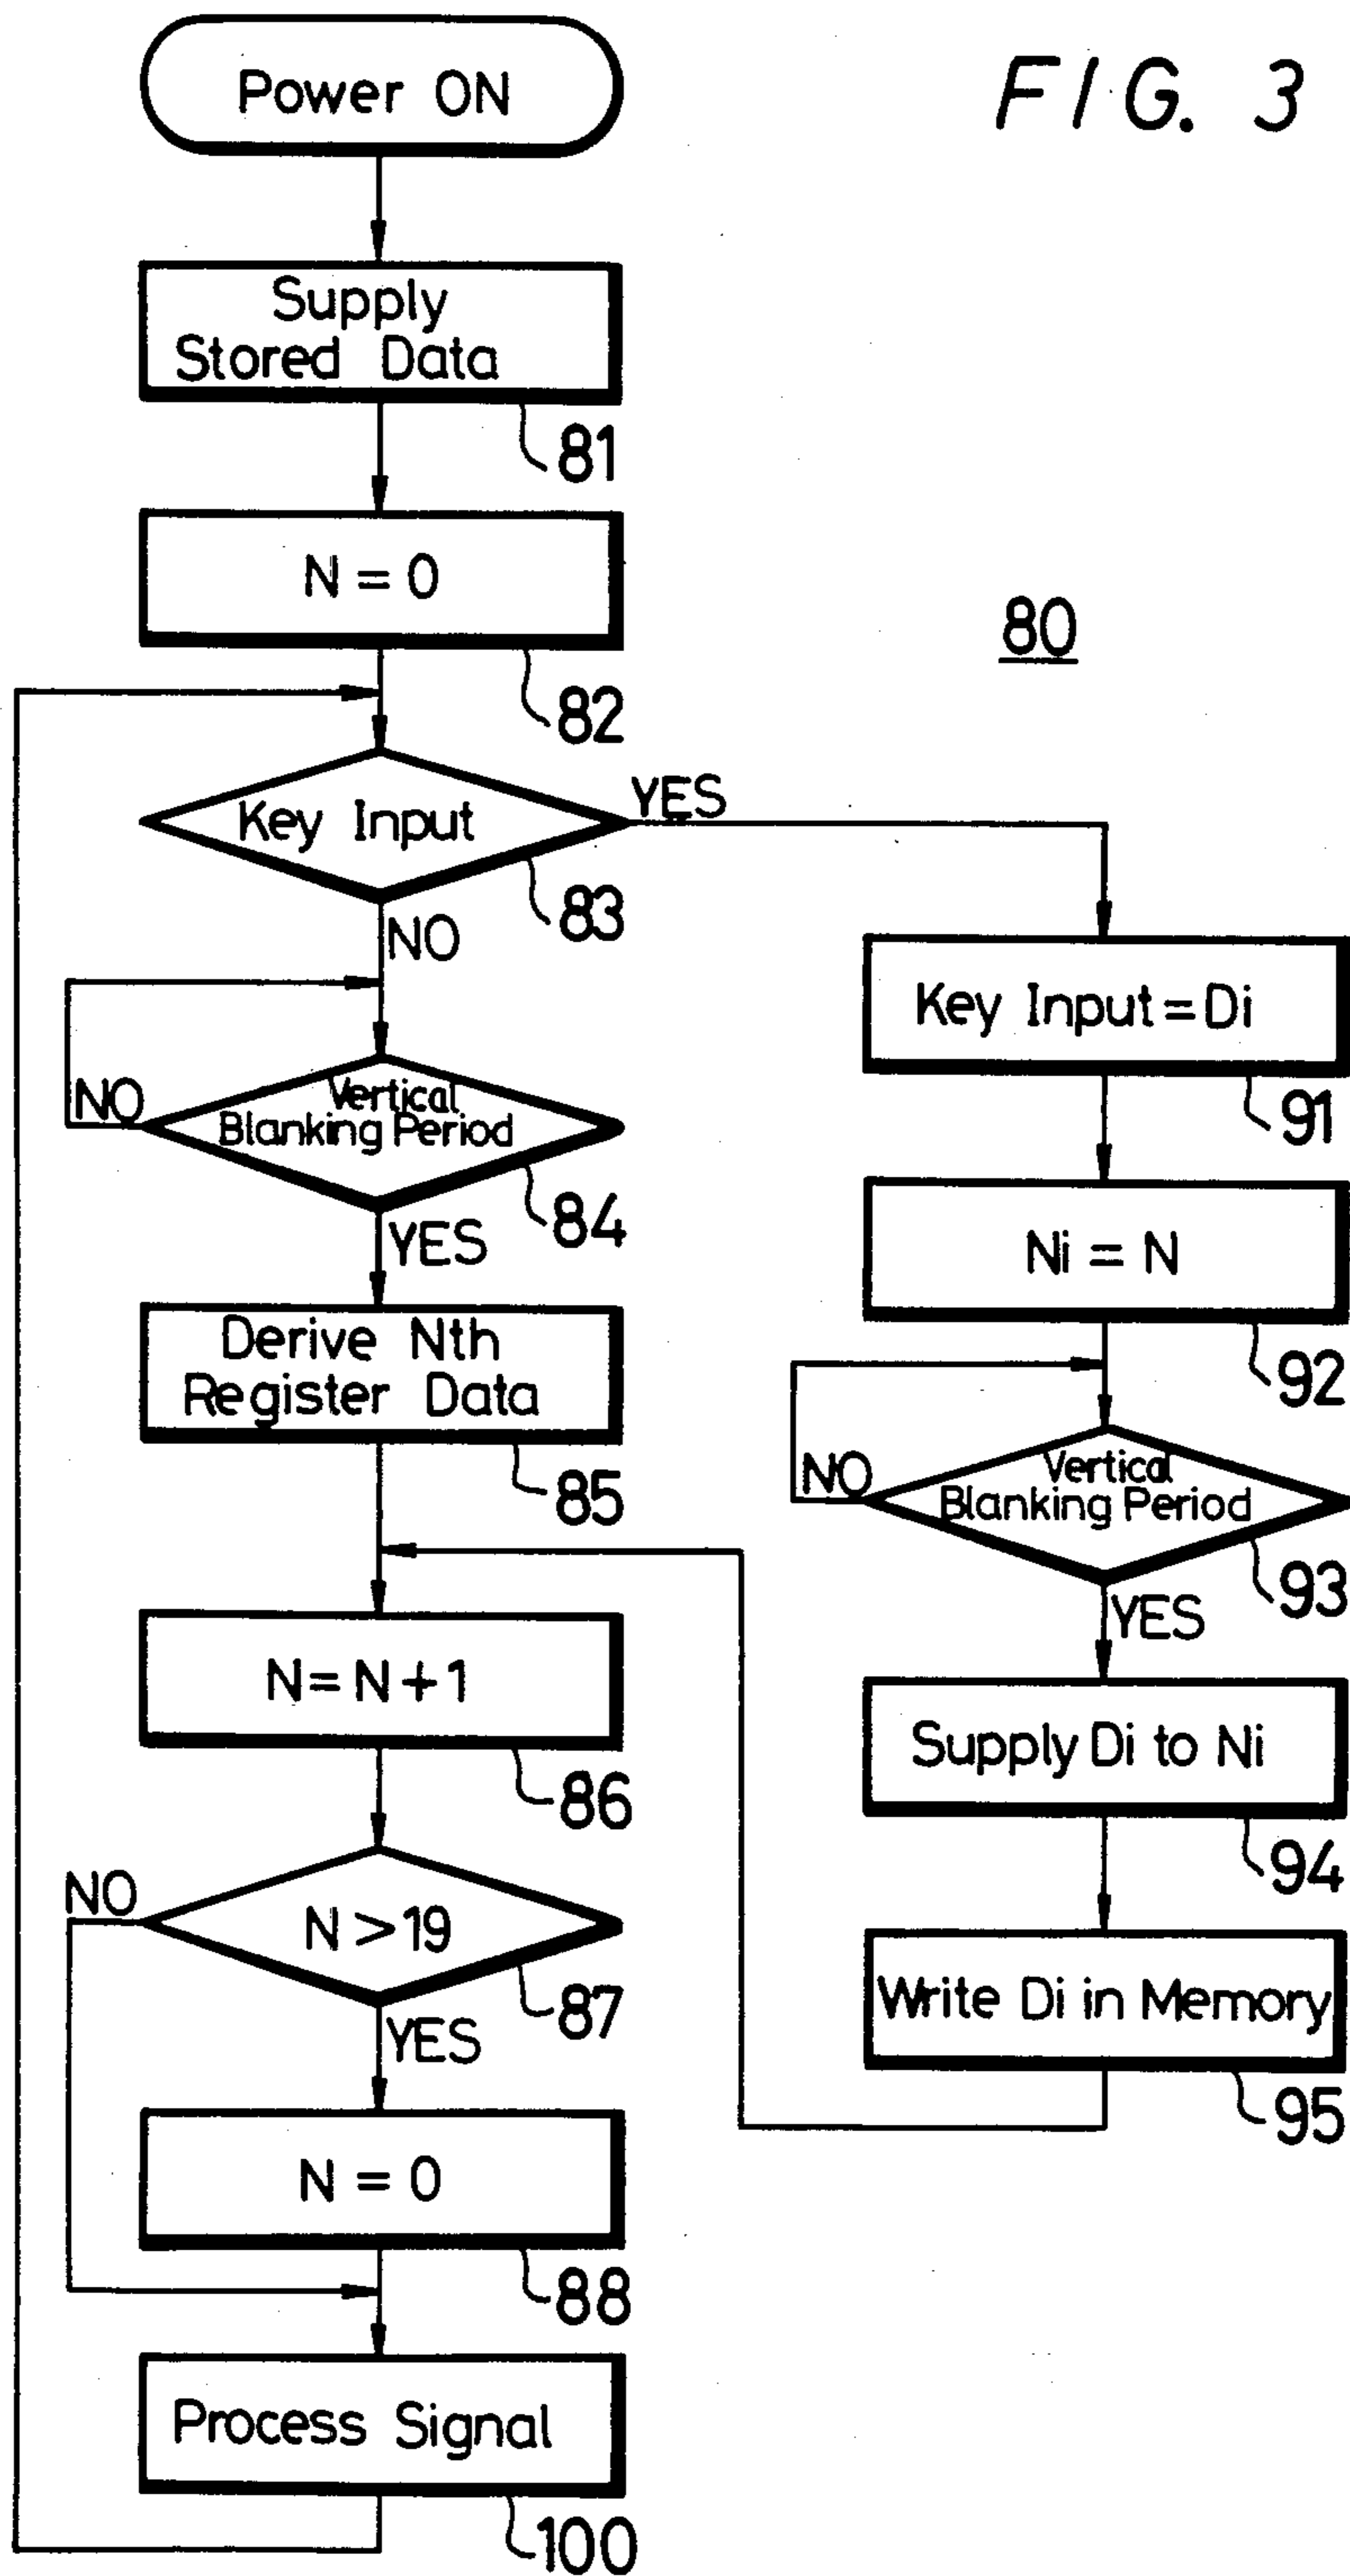 FIG. 3
Power ON
Supply
Stored Data
81
N = 0
82
80
Key Input
YES
83
NO
Vertical
Blanking Period
NO
84
YES
Derive Nth
Register Data
85
N = N + 1
86
NO
N > 19
87
YES
N = 0
88
Process Signal
100
Key Input = Di
91
Ni = N
92
Vertical
Blanking Period
NO
93
YES
Supply Di to Ni
94
Write Di in Memory
95